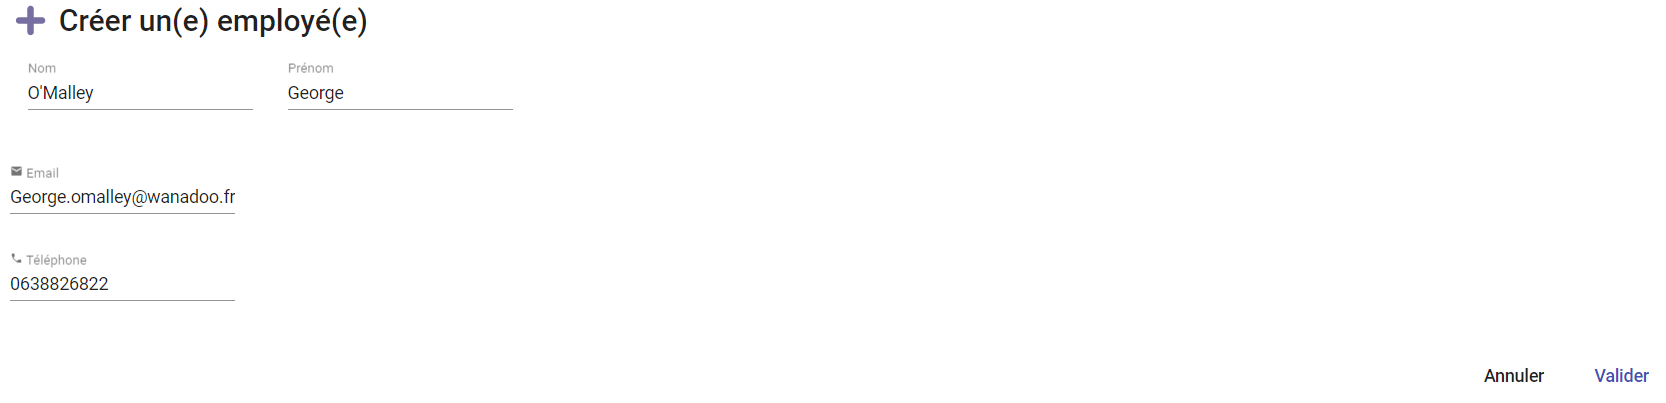 Créer un(e) employé(e)
Nom
Prénom
O'Malley
George
Email
George.omalley@wanadoo.fr
Téléphone
0638826822
Annuler
Valider